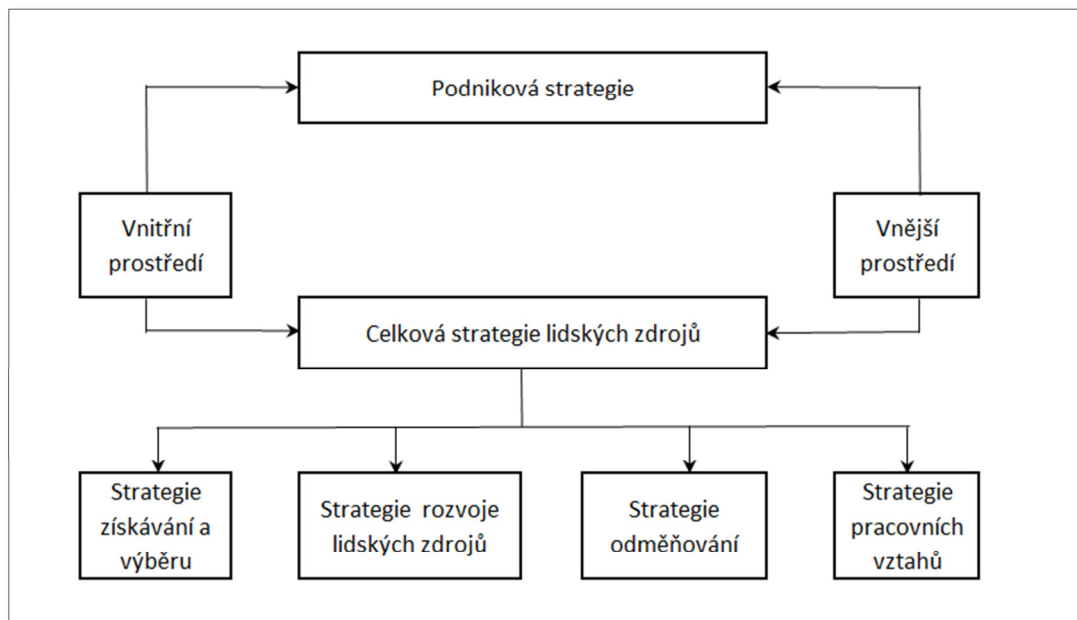 Podniková strategie
Vnitřní
prostředí
Vnější
prostředí
Celková strategie lidských zdrojů
Strategie
získávání a
výběru
Strategie rozvoje
lidských zdrojů
Strategie
odměňování
Strategie
pracovních
vztahů